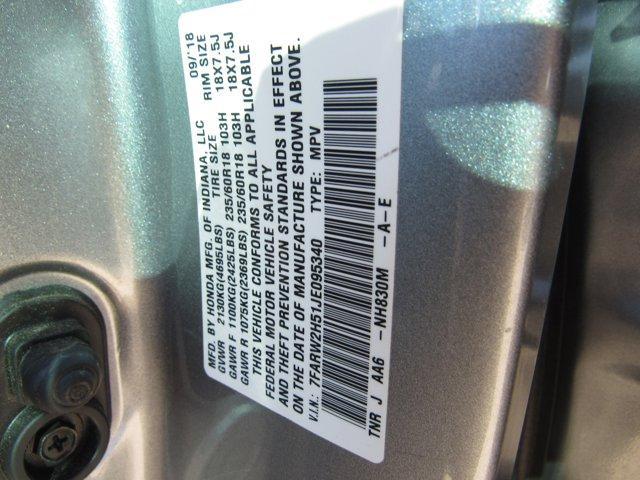 MFD. BY HONDA MFG. OF INDIANA, LLC 09/'18
GVWR 2130KG(4695LBS) TIRE SIZE RIM SIZE
GAWR F 1100KG(2425LBS) 235/60R18 103H 18X7.5J
GAWR R 1075KG(2369LBS) 235/60R18 103H 18X7.5J
THIS VEHICLE CONFORMS TO ALL APPLICABLE
FEDERAL MOTOR VEHICLE SAFETY
AND THEFT PREVENTION STANDARDS IN EFFECT
ON THE DATE OF MANUFACTURE SHOWN ABOVE.
V.I.N.: 7FARW2H51JE095340 TYPE: MPV
TNR J AA6 -NH830M -A-E